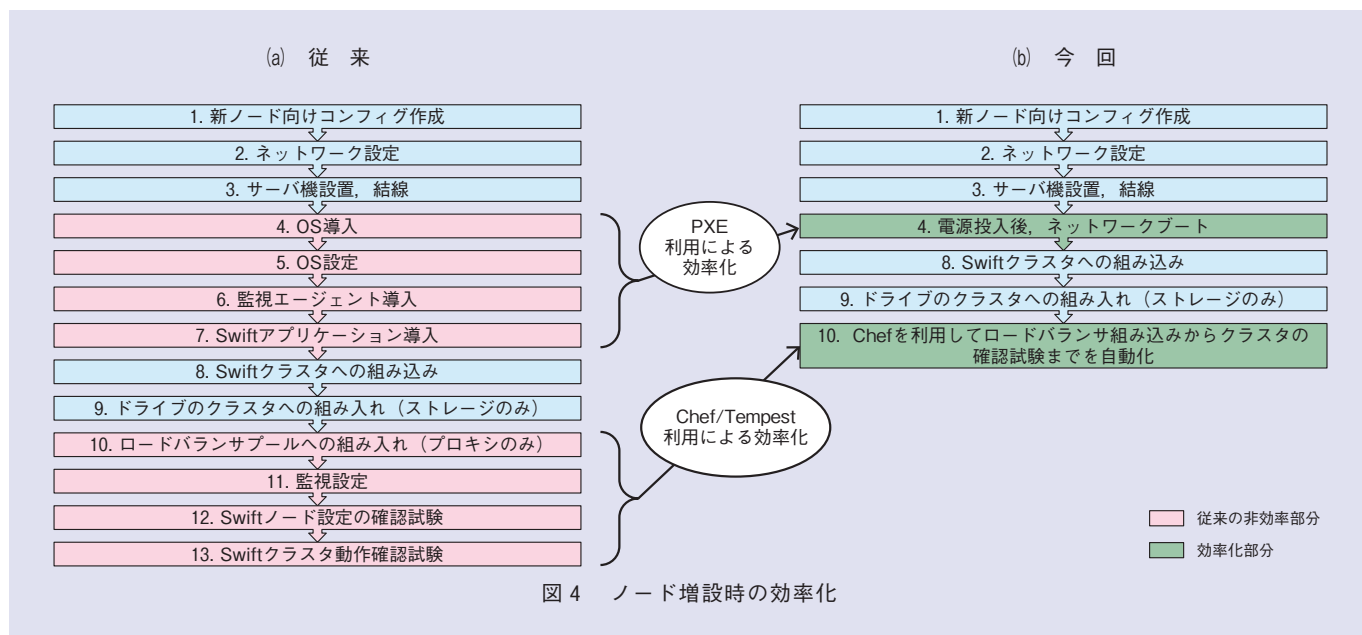 (a) 従 来
1. 新ノード向けコンフィグ作成
2. ネットワーク設定
3. サーバ機設置，結線
4. OS導入
5. OS設定
6. 監視エージェント導入
7. Swiftアプリケーション導入
8. Swiftクラスタへの組み込み
9. ドライブのクラスタへの組み入れ（ストレージのみ）
10. ロードバランサプールへの組み入れ（プロキシのみ）
11. 監視設定
12. Swiftノード設定の確認試験
13. Swiftクラスタ動作確認試験
PXE
利用による
効率化
Chef/Tempest
利用による効率化
(b) 今 回
1. 新ノード向けコンフィグ作成
2. ネットワーク設定
3. サーバ機設置，結線
4. 電源投入後，ネットワークブート
8. Swiftクラスタへの組み込み
9. ドライブのクラスタへの組み入れ（ストレージのみ）
10. Chefを利用してロードバランサ組み込みからクラスタの
確認試験までを自動化
従来の非効率部分
効率化部分
図 4 ノード増設時の効率化